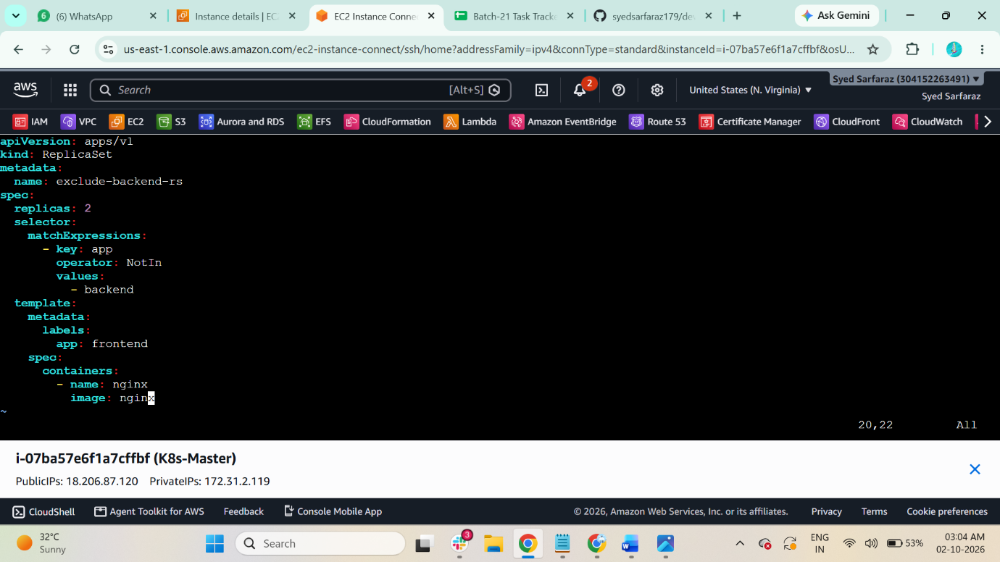 (6) WhatsApp
Instance details | EC
EC2 Instance Conne
Batch-21 Task Track
syedsarfaraz179/de
Ask Gemini
us-east-1.console.aws.amazon.com/ec2-instance-connect/ssh/home?addressFamily=ipv4&connType=standard&instanceId=i-07ba57e6f1a7cffbf&osU...
aws
Search
[Alt+S]
2
United States (N. Virginia)
Syed Sarfaraz (304152263491)
Syed Sarfaraz
IAM VPC EC2 S3 Aurora and RDS EFS CloudFormation Lambda Amazon EventBridge Route 53 Certificate Manager CloudFront CloudWatch
apiVersion: apps/v1
kind: ReplicaSet
metadata:
  name: exclude-backend-rs
spec:
  replicas: 2
  selector:
    matchExpressions:
      - key: app
        operator: NotIn
        values:
          - backend
  template:
    metadata:
      labels:
        app: frontend
    spec:
      containers:
        - name: nginx
          image: nginx
~
20,22 All
i-07ba57e6f1a7cffbf (K8s-Master)
PublicIPs: 18.206.87.120 PrivateIPs: 172.31.2.119
CloudShell Agent Toolkit for AWS Feedback Console Mobile App © 2026, Amazon Web Services, Inc. or its affiliates. Privacy Terms Cookie preferences
32°C
Sunny
Search
3
ENG
IN
53%
03:04 AM
02-10-2026